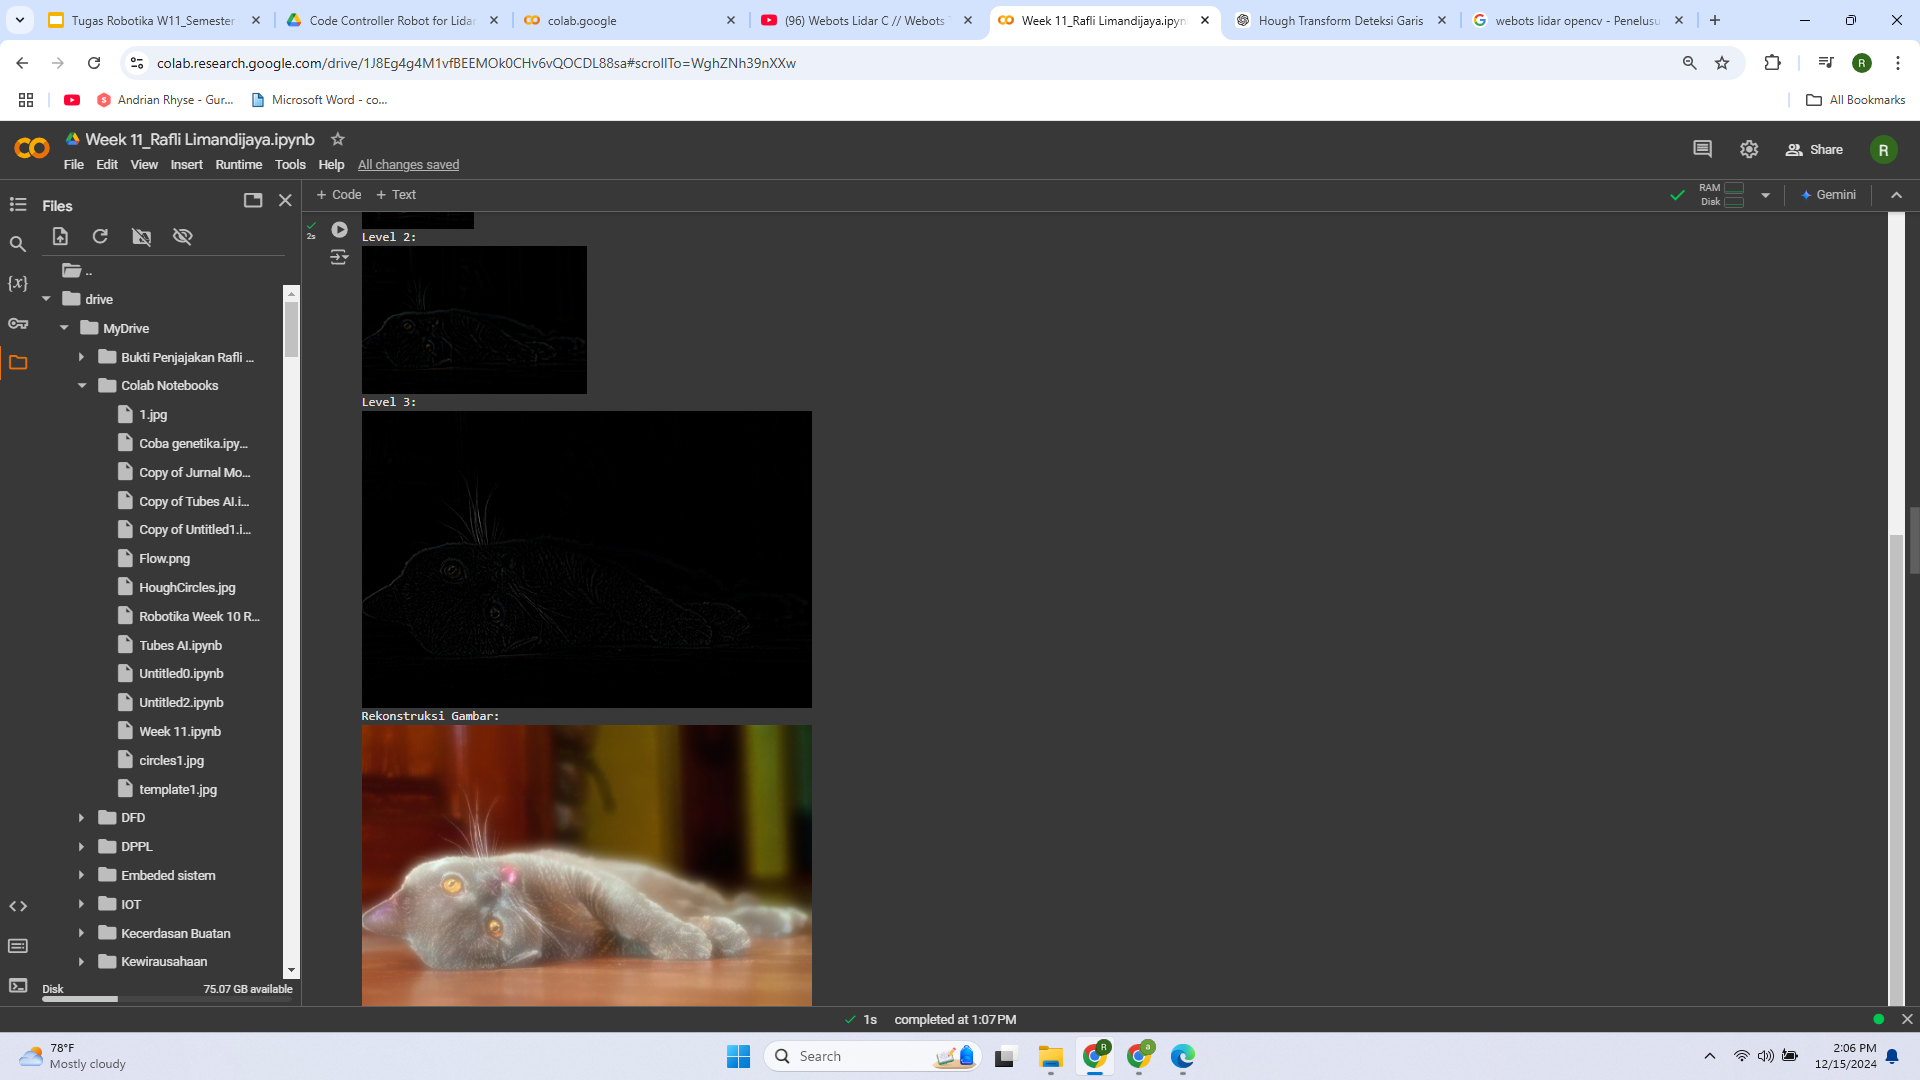 Tugas Robotika W11_Semester
Code Controller Robot for Lidar
colab.google
(96) Webots Lidar C // Webots
Week 11_Rafli Limandijaya.ipyn
Hough Transform Deteksi Garis
webots lidar opencv - Penelusu
colab.research.google.com/drive/1J8Eg4g4M1vfBEEMOk0CHv6vQOCDL88sa#scrollTo=WghZNh39nXXw
R
Andrian Rhyse - Gur...
Microsoft Word - co...
All Bookmarks
Week 11_Rafli Limandijaya.ipynb
File Edit View Insert Runtime Tools Help All changes saved
Share
R
Files
+ Code + Text
RAM
Disk
Gemini
{x}
..
drive
MyDrive
Bukti Penjajakan Rafli ...
Colab Notebooks
1.jpg
Coba genetika.ipy...
Copy of Jurnal Mo...
Copy of Tubes AI.i...
Copy of Untitled1.i...
Flow.png
HoughCircles.jpg
Robotika Week 10 R...
Tubes AI.ipynb
Untitled0.ipynb
Untitled2.ipynb
Week 11.ipynb
circles1.jpg
template1.jpg
DFD
DPPL
Embeded sistem
IOT
Kecerdasan Buatan
Kewirausahaan
Disk 75.07 GB available
2s
Level 2:
Level 3:
Rekonstruksi Gambar:
1s completed at 1:07 PM
78°F
Mostly cloudy
Search
R
a
2:06 PM
12/15/2024